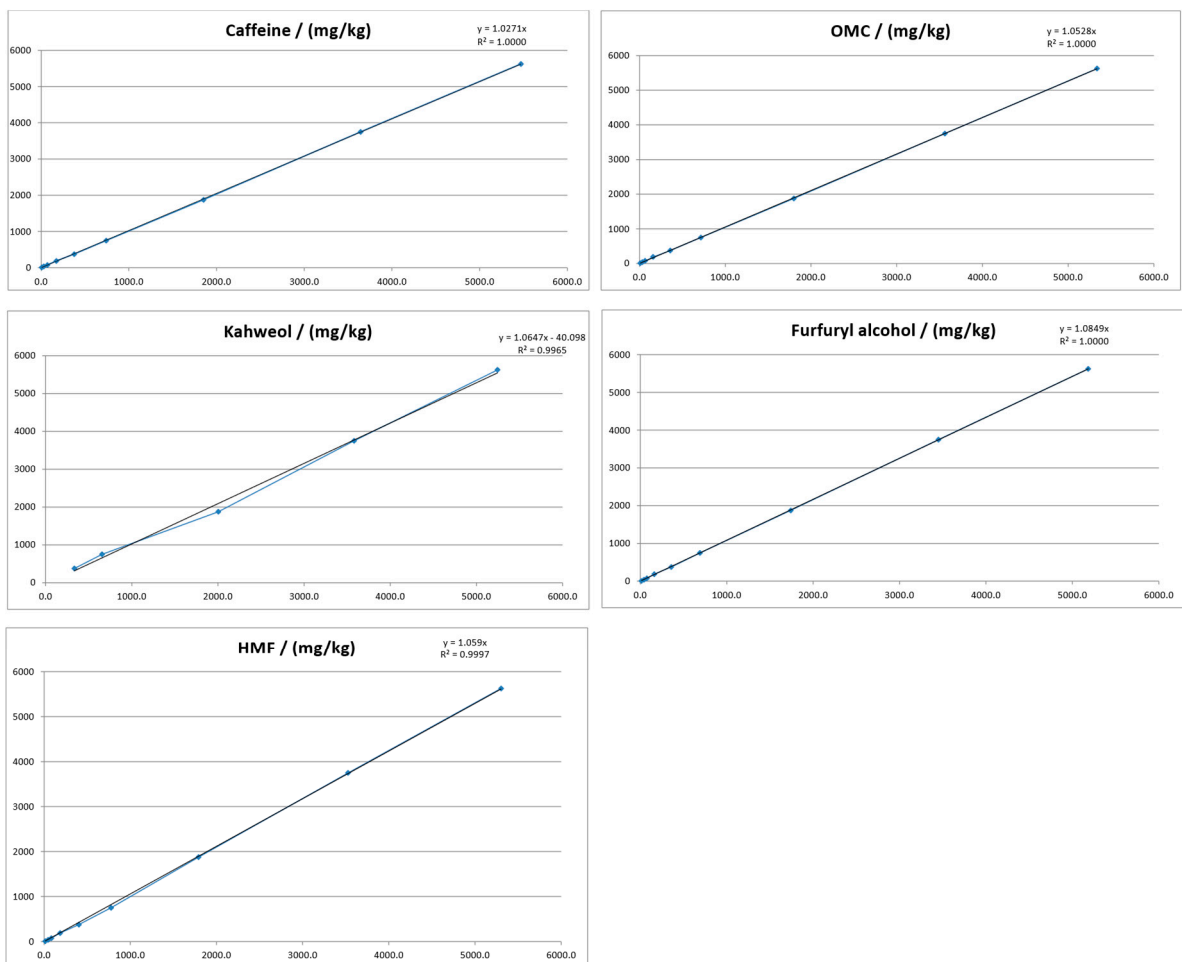 Caffeine / (mg/kg)
y = 1.0271x
R² = 1.0000
6000
5000
4000
3000
2000
1000
0
0.0 1000.0 2000.0 3000.0 4000.0 5000.0 6000.0
OMC / (mg/kg)
y = 1.0528x
R² = 1.0000
6000
5000
4000
3000
2000
1000
0
0.0 1000.0 2000.0 3000.0 4000.0 5000.0 6000.0
Kahweol / (mg/kg)
y = 1.0647x - 40.098
R² = 0.9965
6000
5000
4000
3000
2000
1000
0
0.0 1000.0 2000.0 3000.0 4000.0 5000.0 6000.0
Furfuryl alcohol / (mg/kg)
y = 1.0849x
R² = 1.0000
6000
5000
4000
3000
2000
1000
0
0.0 1000.0 2000.0 3000.0 4000.0 5000.0 6000.0
HMF / (mg/kg)
y = 1.059x
R² = 0.9997
6000
5000
4000
3000
2000
1000
0
0.0 1000.0 2000.0 3000.0 4000.0 5000.0 6000.0